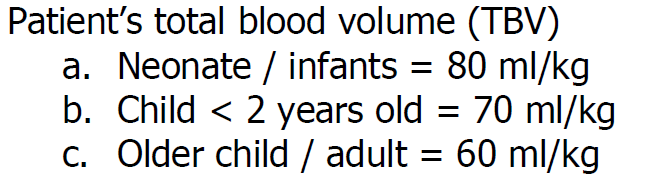 Patient's total blood volume (TBV)
a. Neonate / infants = 80 ml/kg
b. Child < 2 years old = 70 ml/kg
c. Older child / adult = 60 ml/kg